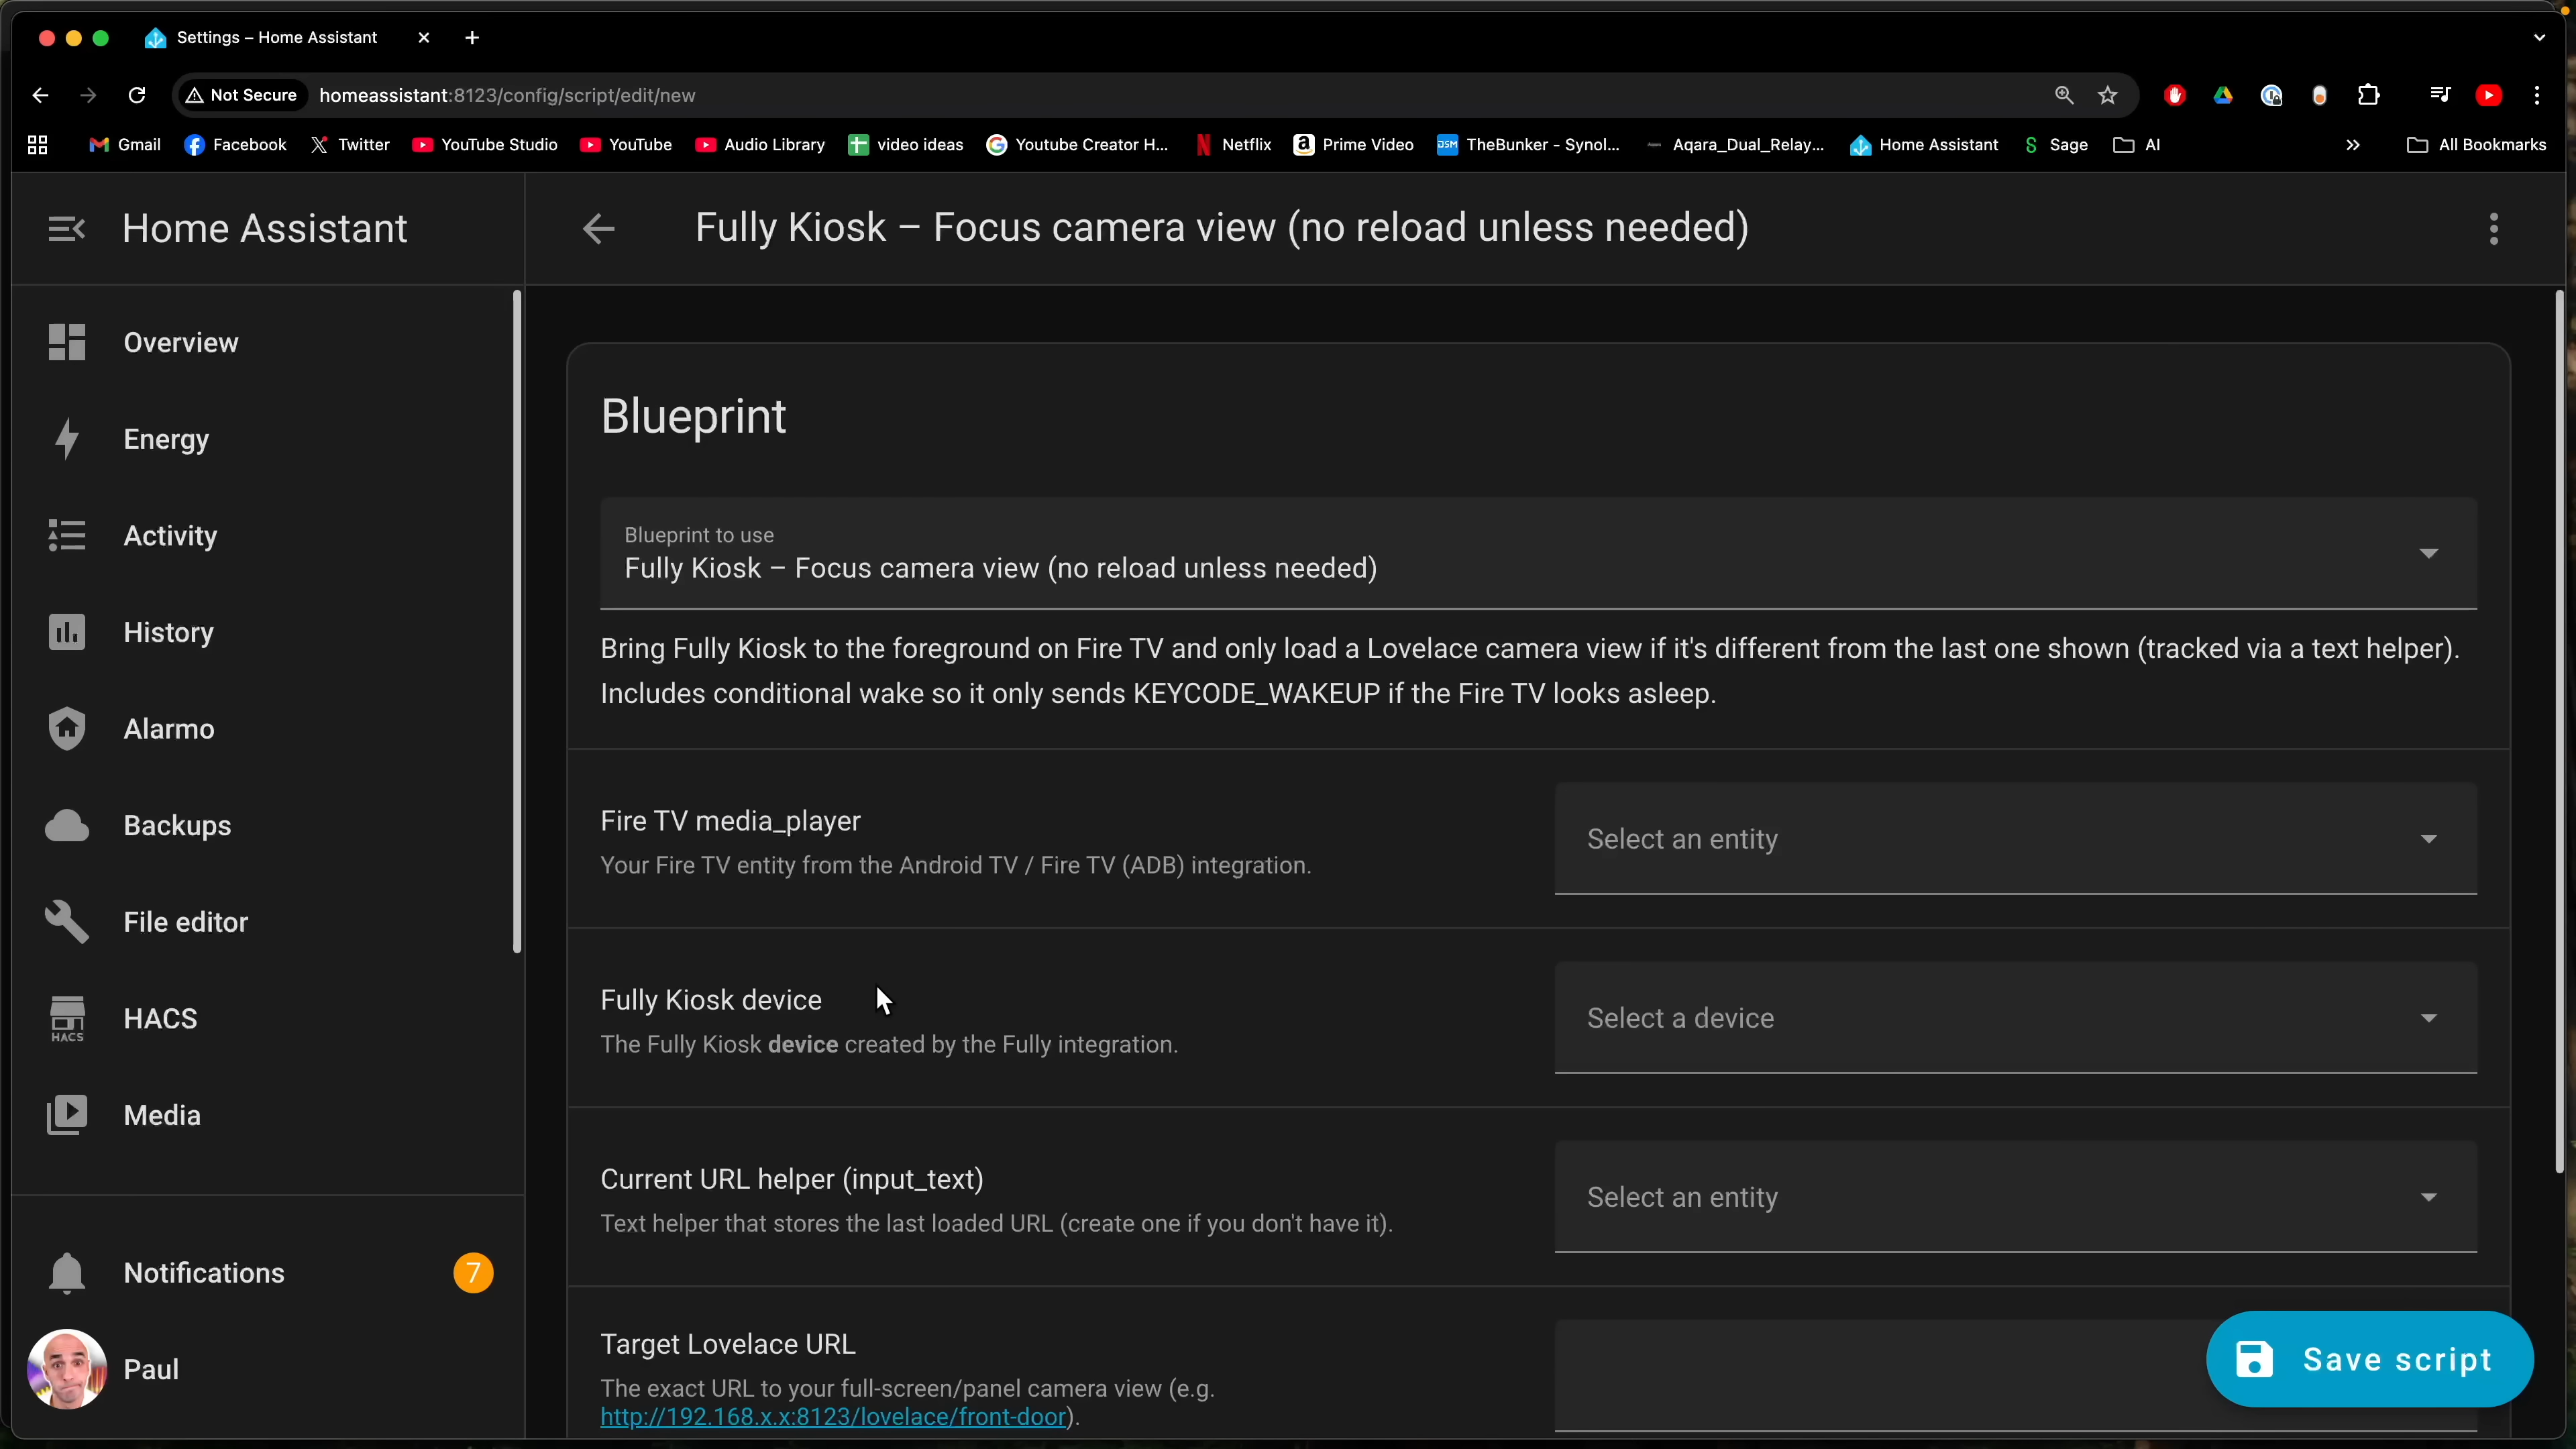 Settings – Home Assistant
Not Secure
homeassistant:8123/config/script/edit/new
Gmail
Facebook
Twitter
YouTube Studio
YouTube
Audio Library
video ideas
Youtube Creator H...
Netflix
Prime Video
DSM
TheBunker - Synol...
Aqara_Dual_Relay...
Home Assistant
S
Sage
AI
All Bookmarks
Home Assistant
Fully Kiosk – Focus camera view (no reload unless needed)
Overview
Energy
Activity
History
Alarmo
Backups
File editor
HACS
HACS
Media
Notifications
7
Paul
Blueprint
Blueprint to use
Fully Kiosk – Focus camera view (no reload unless needed)
Bring Fully Kiosk to the foreground on Fire TV and only load a Lovelace camera view if it's different from the last one shown (tracked via a text helper).
Includes conditional wake so it only sends KEYCODE_WAKEUP if the Fire TV looks asleep.
Fire TV media_player
Your Fire TV entity from the Android TV / Fire TV (ADB) integration.
Select an entity
Fully Kiosk device
The Fully Kiosk device created by the Fully integration.
Select a device
Current URL helper (input_text)
Text helper that stores the last loaded URL (create one if you don't have it).
Select an entity
Target Lovelace URL
The exact URL to your full-screen/panel camera view (e.g.
http://192.168.x.x:8123/lovelace/front-door).
Save script